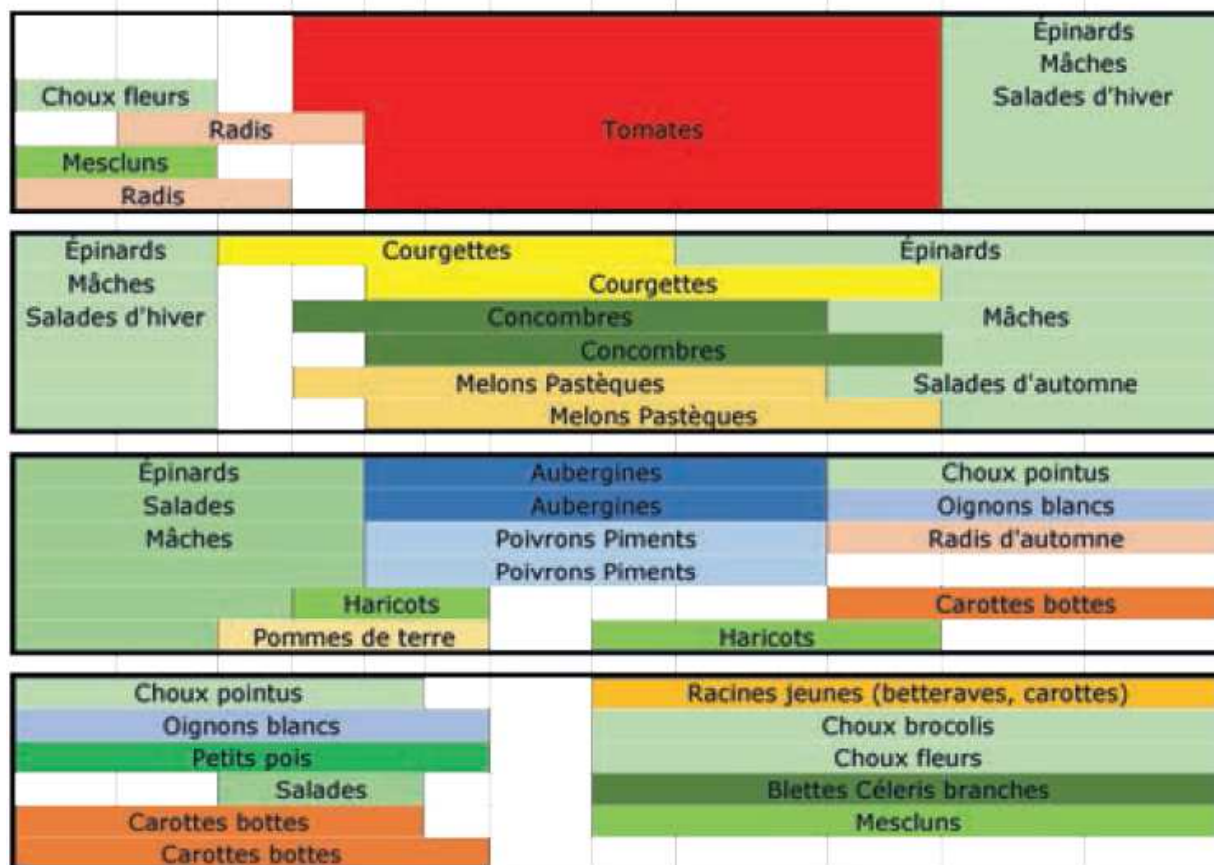 Épinards
Mâches
Choux fleurs Salades d'hiver
Radis Tomates
Mescluns
Radis
Épinards Courgettes Épinards
Mâches Courgettes
Salades d'hiver Concombres Mâches
Concombres
Melons Pastèques Salades d'automne
Melons Pastèques
Épinards Aubergines Choux pointus
Salades Aubergines Oignons blancs
Mâches Poivrons Piments Radis d'automne
Poivrons Piments
Haricots Carottes bottes
Pommes de terre Haricots
Choux pointus Racines jeunes (betteraves, carottes)
Oignons blancs Choux brocolis
Petits pois Choux fleurs
Salades Blettes Céleris branches
Carottes bottes Mescluns
Carottes bottes